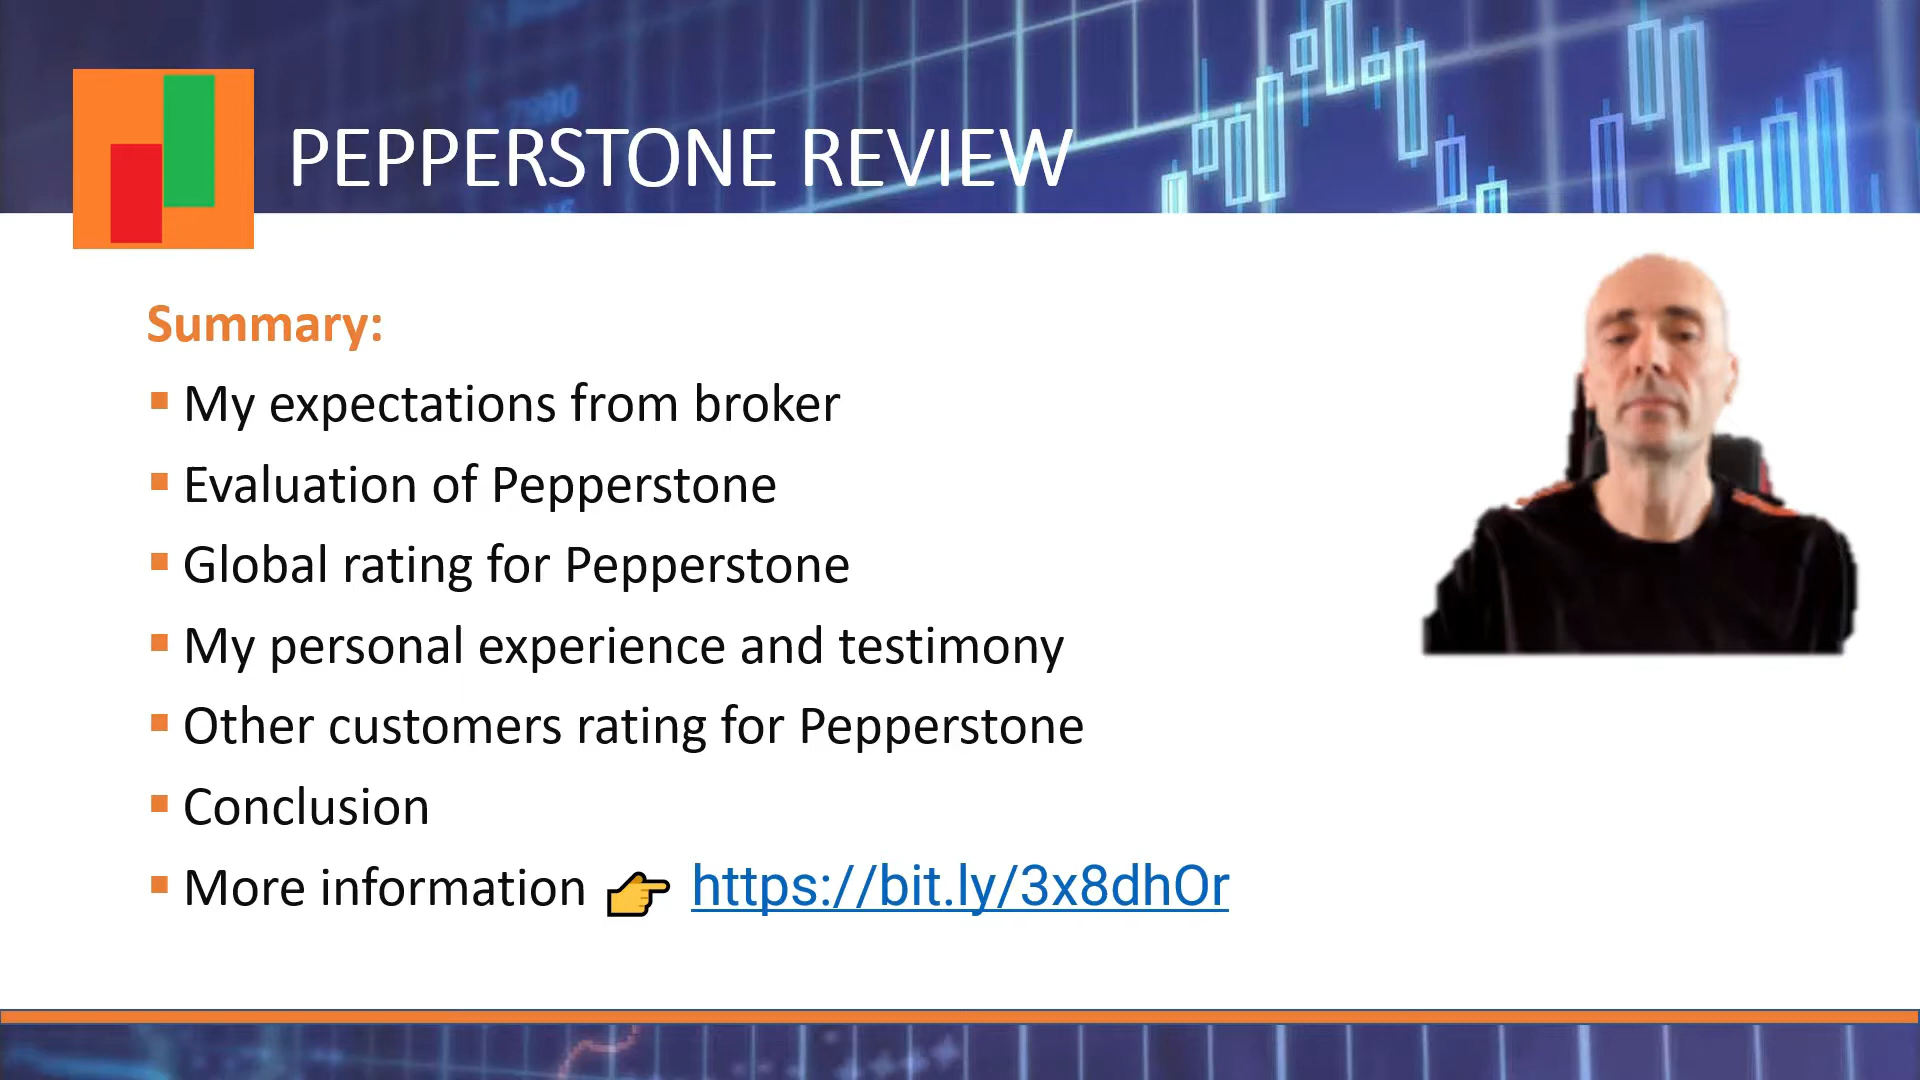 PEPPERSTONE REVIEW
Summary:
My expectations from broker
Evaluation of Pepperstone
Global rating for Pepperstone
My personal experience and testimony
Other customers rating for Pepperstone
Conclusion
More information 👉 https://bit.ly/3x8dhOr